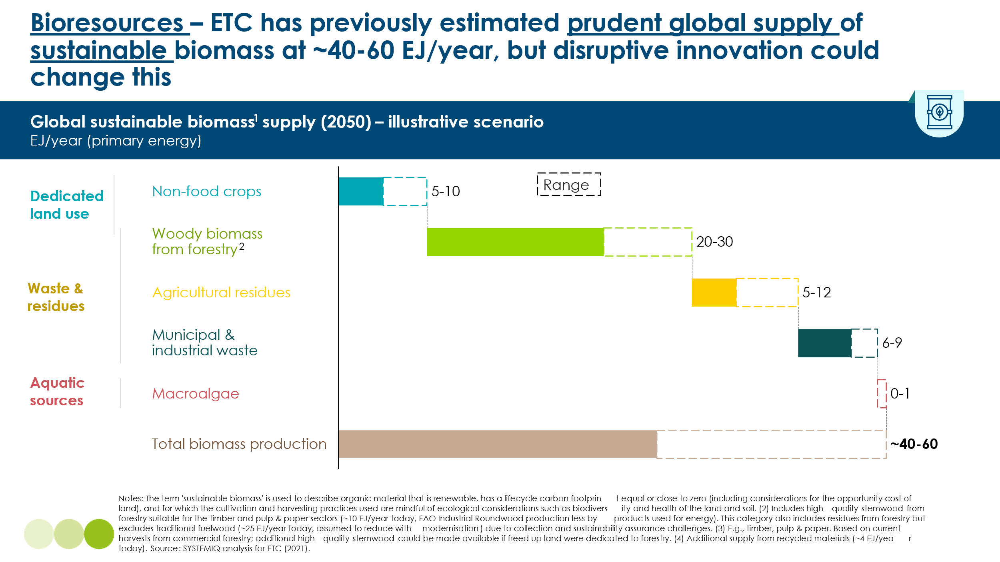 Bioresources – ETC has previously estimated prudent global supply of
sustainable biomass at ~40-60 EJ/year, but disruptive innovation could
change this
Global sustainable biomass¹ supply (2050) – illustrative scenario
EJ/year (primary energy)
Range
Dedicated
land use
Non-food crops
5-10
Woody biomass
from forestry²
20-30
Waste &
residues
Agricultural residues
5-12
Municipal &
industrial waste
6-9
Aquatic
sources
Macroalgae
0-1
Total biomass production
~40-60
Notes: The term 'sustainable biomass' is used to describe organic material that is renewable, has a lifecycle carbon footprin t equal or close to zero (including considerations for the opportunity cost of
land), and for which the cultivation and harvesting practices used are mindful of ecological considerations such as biodivers ity and health of the land and soil. (2) Includes high -quality stemwood from
forestry suitable for the timber and pulp & paper sectors (~10 EJ/year today, FAO Industrial Roundwood production less by -products used for energy). This category also includes residues from forestry but
excludes traditional fuelwood (~25 EJ/year today, assumed to reduce with modernisation) due to collection and sustainability assurance challenges. (3) E.g., timber, pulp & paper. Based on current
harvests from commercial forestry; additional high -quality stemwood could be made available if freed up land were dedicated to forestry. (4) Additional supply from recycled materials (~4 EJ/yea r
today). Source: SYSTEMIQ analysis for ETC (2021).